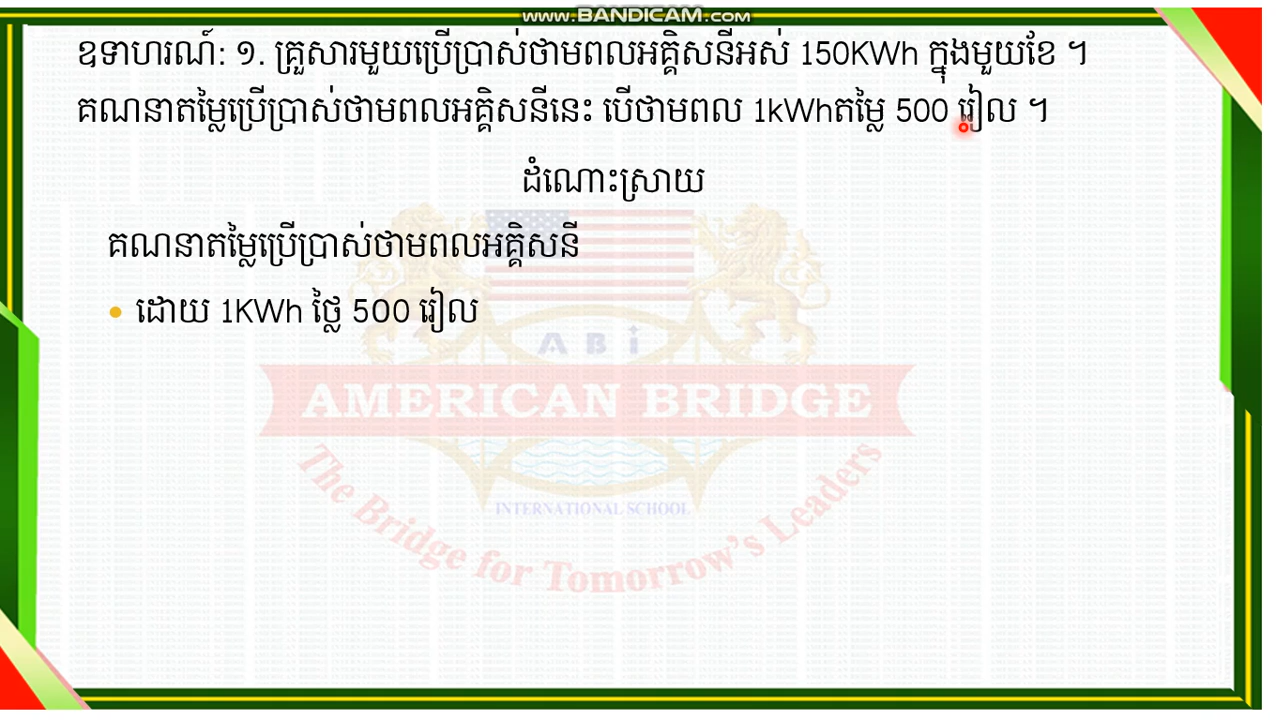 www.BANDICAM.com
ឧទាហរណ៍: ១. គ្រួសារមួយប្រើប្រាស់ថាមពលអគ្គិសនីអស់ 150KWh ក្នុងមួយខែ ។
គណនាតម្លៃប្រើប្រាស់ថាមពលអគ្គិសនីនេះ បើថាមពល 1kWhតម្លៃ 500 រៀល ។
ដំណោះស្រាយ
គណនាតម្លៃប្រើប្រាស់ថាមពលអគ្គិសនី
• ដោយ 1KWh ថ្លៃ 500 រៀល
A B i
AMERICAN BRIDGE
INTERNATIONAL SCHOOL
The Bridge for Tomorrow's Leaders